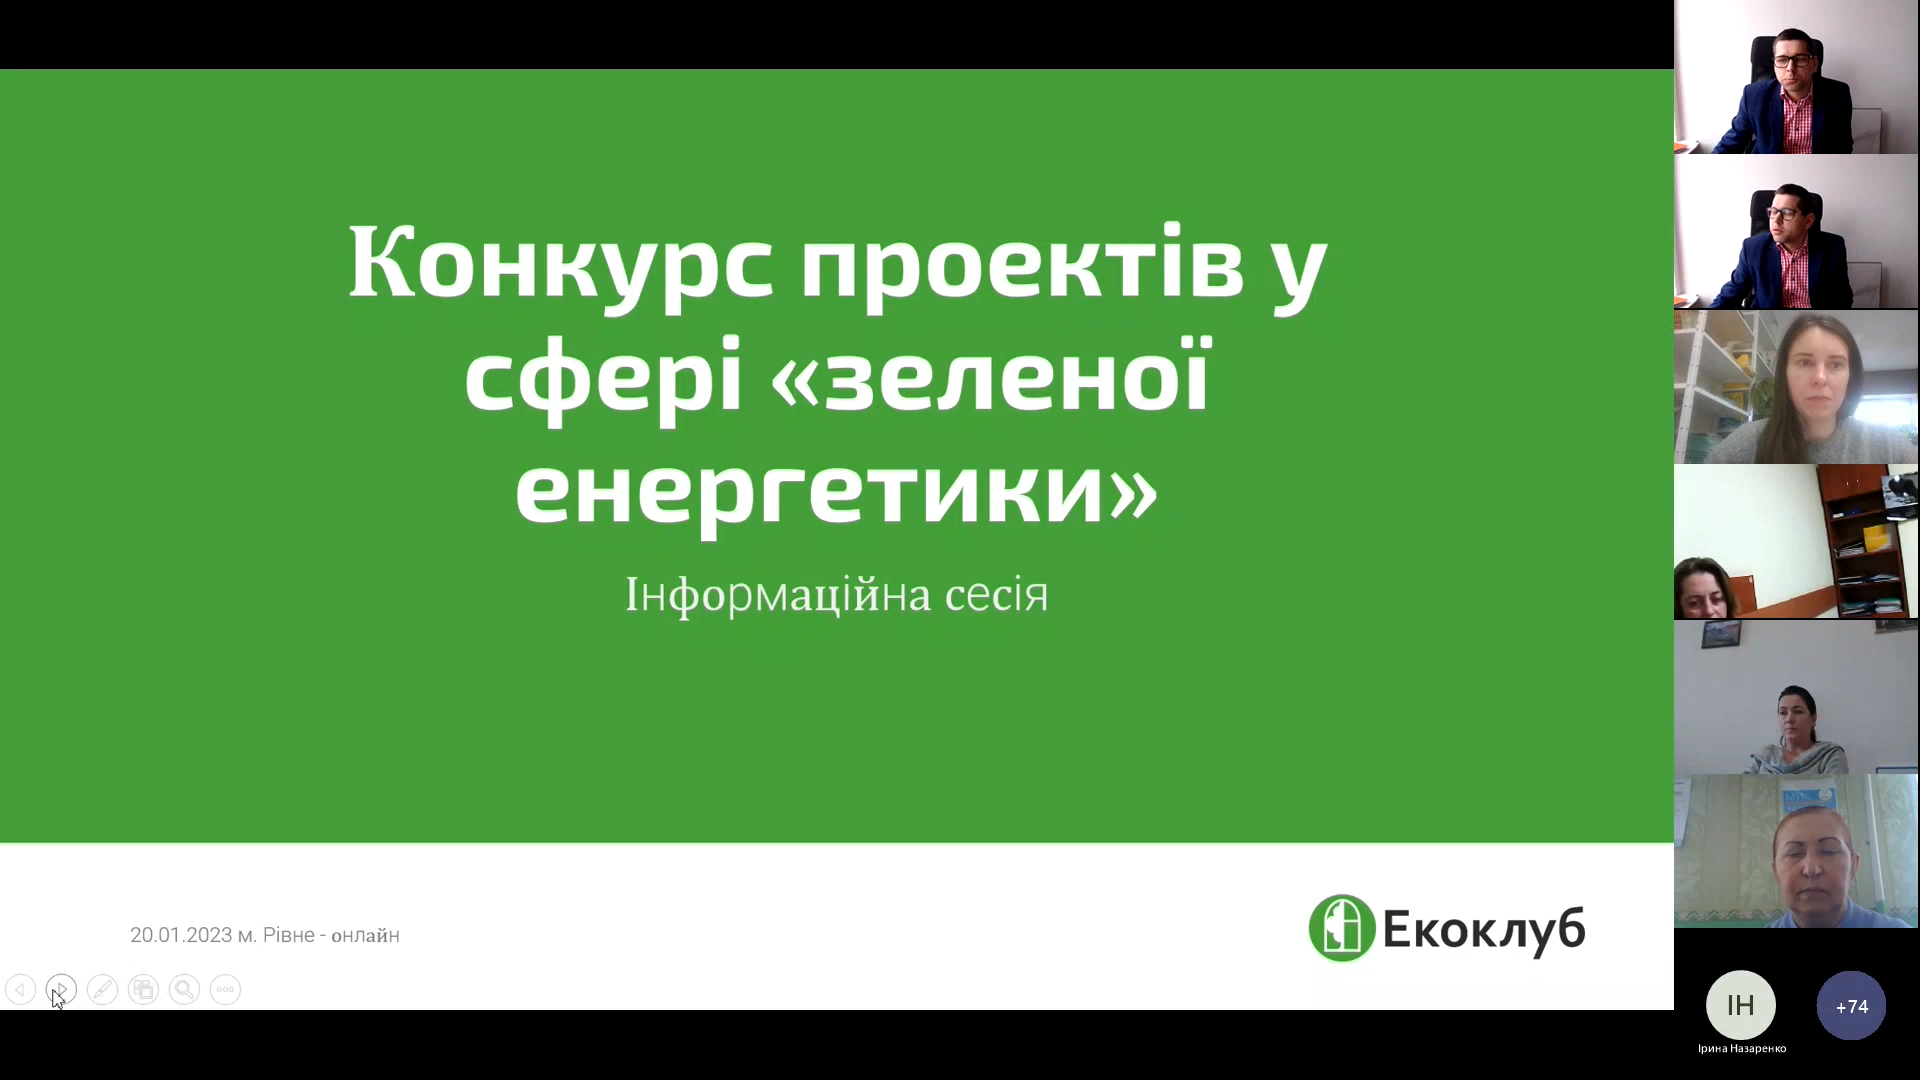 Конкурс проектів у
сфері «зеленої
енергетики»
Інформаційна сесія
20.01.2023 м. Рівне - онлайн
Екоклуб
ІН
+74
Ірина Назаренко